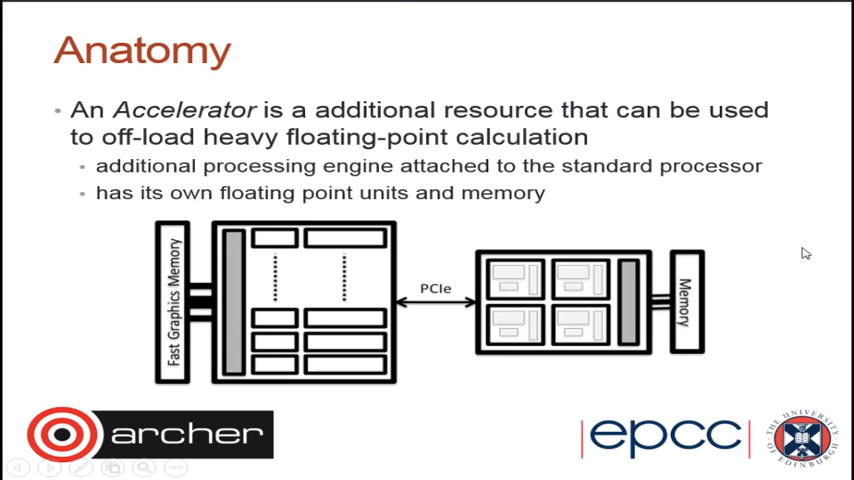 Anatomy
An Accelerator is a additional resource that can be used
to off-load heavy floating-point calculation
additional processing engine attached to the standard processor
has its own floating point units and memory
Fast Graphics Memory
PCIe
Memory
archer
epcc
THE UNIVERSITY OF EDINBURGH